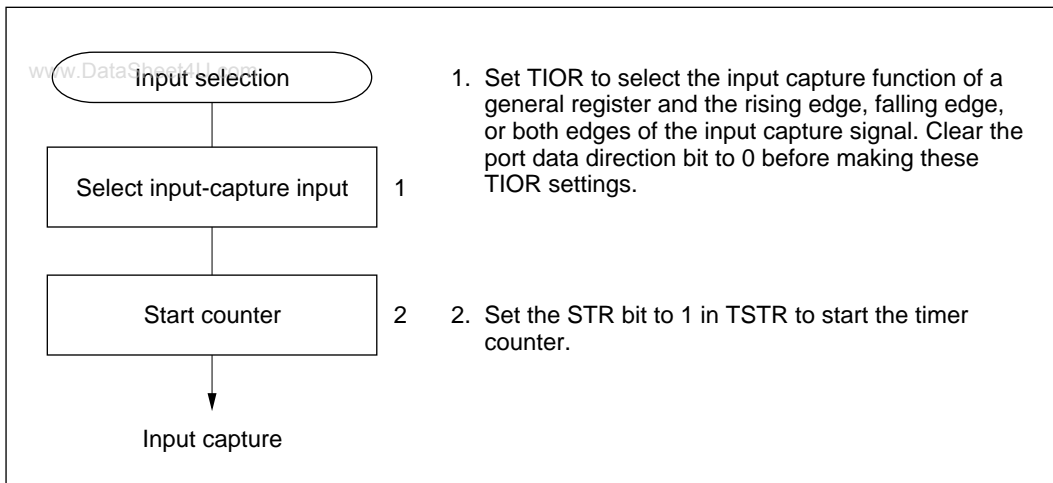 www.DataSheet4U.com
Input selection
1. Set TIOR to select the input capture function of a
general register and the rising edge, falling edge,
or both edges of the input capture signal. Clear the
port data direction bit to 0 before making these
TIOR settings.
Select input-capture input 1
Start counter 2
2. Set the STR bit to 1 in TSTR to start the timer
counter.
Input capture